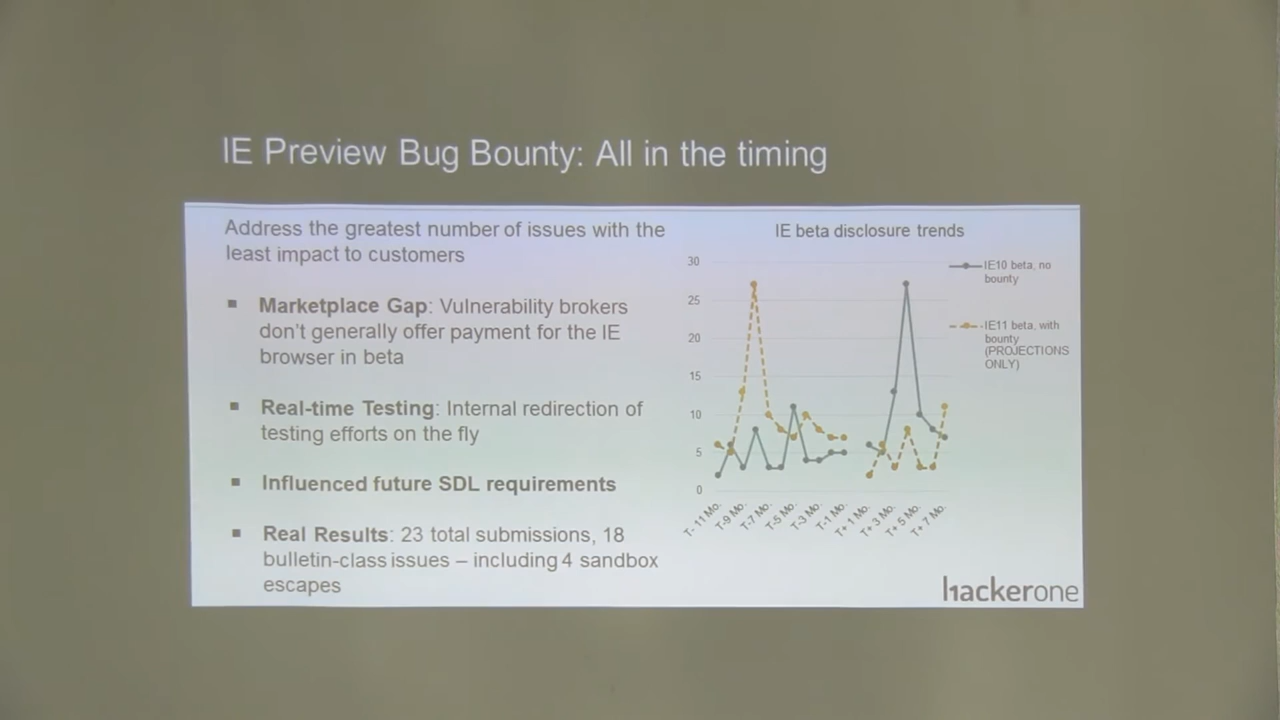 IE Preview Bug Bounty: All in the timing
Address the greatest number of issues with the
least impact to customers
▪ Marketplace Gap: Vulnerability brokers
don't generally offer payment for the IE
browser in beta
▪ Real-time Testing: Internal redirection of
testing efforts on the fly
▪ Influenced future SDL requirements
▪ Real Results: 23 total submissions, 18
bulletin-class issues – including 4 sandbox
escapes
IE beta disclosure trends
30
25
20
15
10
5
0
T- 11 Mo.
T-9 Mo.
T-7 Mo.
T-5 Mo.
T-3 Mo.
T-1 Mo.
T+ 1 Mo.
T+ 3 Mo.
T+ 5 Mo.
T+ 7 Mo.
IE10 beta, no
bounty
IE11 beta, with
bounty
(PROJECTIONS
ONLY)
hackerone